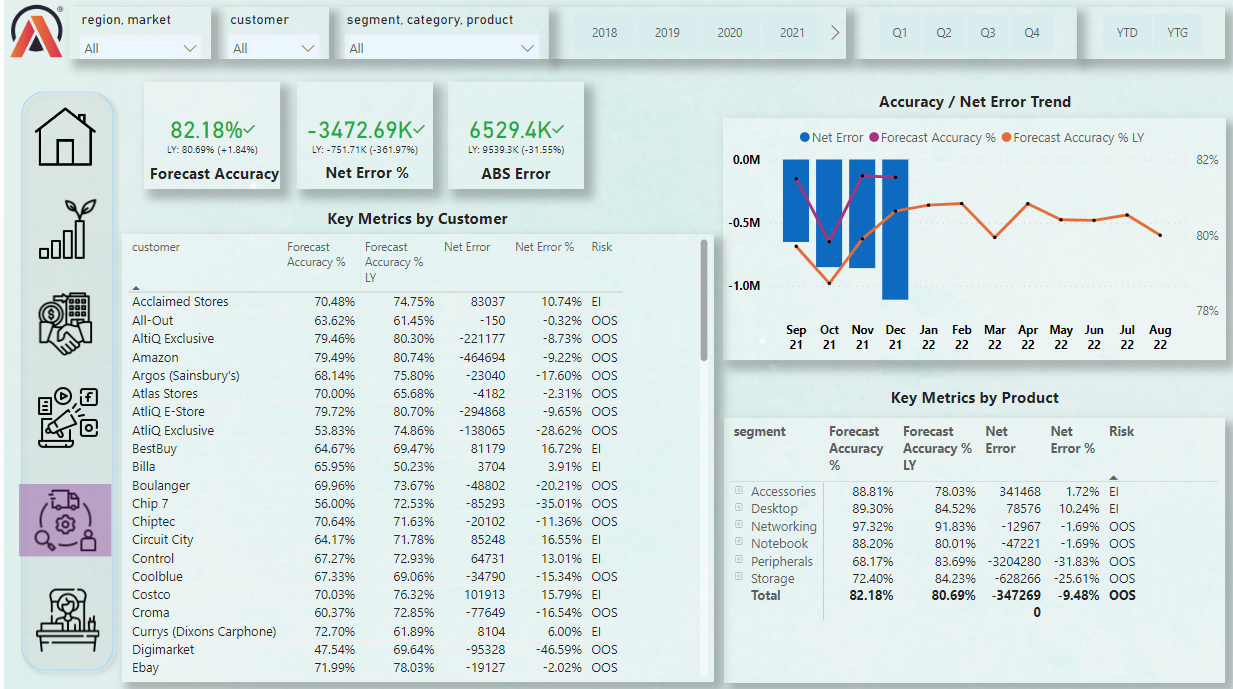 region, market
All
customer
All
segment, category, product
All
2018 2019 2020 2021
Q1 Q2 Q3 Q4
YTD YTG
82.18%
LY: 80.69% (+1.84%)
Forecast Accuracy
-3472.69K
LY: -751.71K (-361.97%)
Net Error %
6529.4K
LY: 9539.3K (-31.55%)
ABS Error
Key Metrics by Customer
customer Forecast Accuracy % Forecast Accuracy % LY Net Error Net Error % Risk
Acclaimed Stores 70.48% 74.75% 83037 10.74% EI
All-Out 63.62% 61.45% -150 -0.32% OOS
AltiQ Exclusive 79.46% 80.30% -221177 -8.73% OOS
Amazon 79.49% 80.74% -464694 -9.22% OOS
Argos (Sainsbury's) 68.14% 75.80% -23040 -17.60% OOS
Atlas Stores 70.00% 65.68% -4182 -2.31% OOS
AtliQ E-Store 79.72% 80.70% -294868 -9.65% OOS
AtliQ Exclusive 53.83% 74.86% -138065 -28.62% OOS
BestBuy 64.67% 69.47% 81179 16.72% EI
Billa 65.95% 50.23% 3704 3.91% EI
Boulanger 69.96% 73.67% -48802 -20.21% OOS
Chip 7 56.00% 72.53% -85293 -35.01% OOS
Chiptec 70.64% 71.63% -20102 -11.36% OOS
Circuit City 64.17% 71.78% 85248 16.55% EI
Control 67.27% 72.93% 64731 13.01% EI
Coolblue 67.33% 69.06% -34790 -15.34% OOS
Costco 70.03% 76.32% 101913 15.79% EI
Croma 60.37% 72.85% -77649 -16.54% OOS
Currys (Dixons Carphone) 72.70% 61.89% 8104 6.00% EI
Digimarket 47.54% 69.64% -95328 -46.59% OOS
Ebay 71.99% 78.03% -19127 -2.02% OOS
Accuracy / Net Error Trend
Net Error Forecast Accuracy % Forecast Accuracy % LY
0.0M 82%
-0.5M 80%
-1.0M 78%
Sep 21 Oct 21 Nov 21 Dec 21 Jan 22 Feb 22 Mar 22 Apr 22 May 22 Jun 22 Jul 22 Aug 22
Key Metrics by Product
segment Forecast Accuracy % Forecast Accuracy % LY Net Error Net Error % Risk
Accessories 88.81% 78.03% 341468 1.72% EI
Desktop 89.30% 84.52% 78576 10.24% EI
Networking 97.32% 91.83% -12967 -1.69% OOS
Notebook 88.20% 80.01% -47221 -1.69% OOS
Peripherals 68.17% 83.69% -3204280 -31.83% OOS
Storage 72.40% 84.23% -628266 -25.61% OOS
Total 82.18% 80.69% -3472690 -9.48% OOS